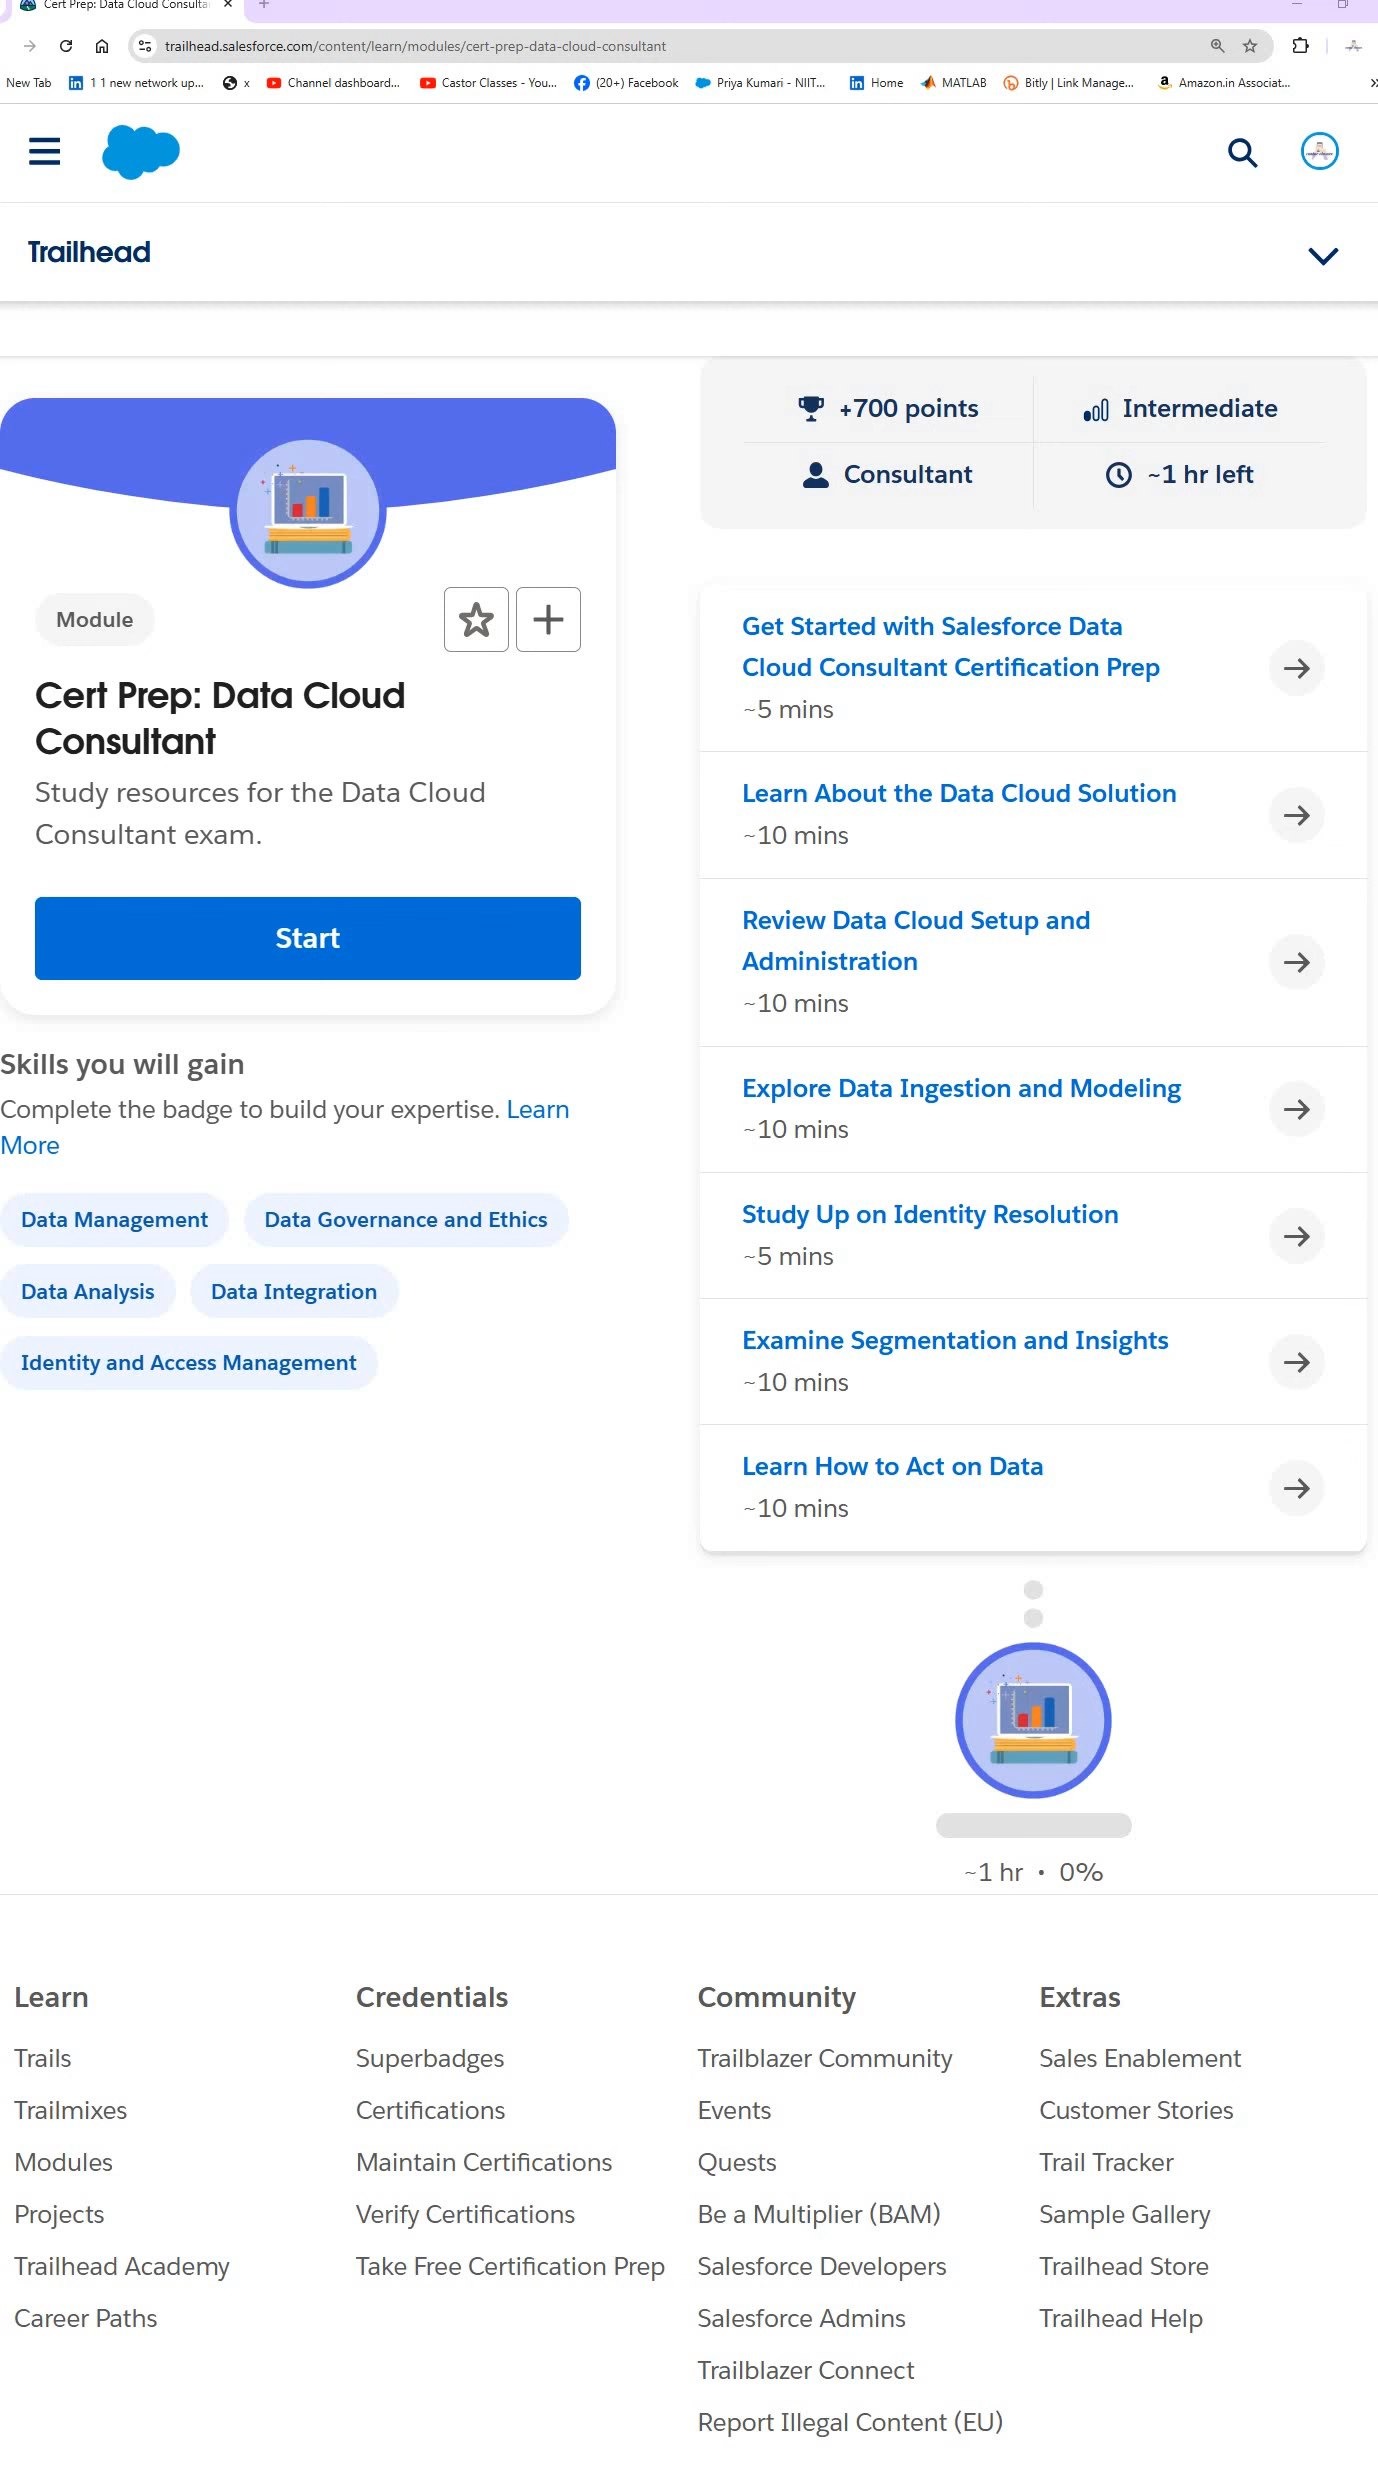 Cert Prep: Data Cloud Consulta
trailhead.salesforce.com/content/learn/modules/cert-prep-data-cloud-consultant
New Tab
1 1 new network up...
x
Channel dashboard...
Castor Classes - You...
(20+) Facebook
Priya Kumari - NIIT...
Home
MATLAB
Bitly | Link Manage...
Amazon.in Associat...
Trailhead
+700 points
Intermediate
Consultant
~1 hr left
Module
Cert Prep: Data Cloud
Consultant
Study resources for the Data Cloud
Consultant exam.
Start
Skills you will gain
Complete the badge to build your expertise. Learn
More
Data Management
Data Governance and Ethics
Data Analysis
Data Integration
Identity and Access Management
Get Started with Salesforce Data
Cloud Consultant Certification Prep
~5 mins
Learn About the Data Cloud Solution
~10 mins
Review Data Cloud Setup and
Administration
~10 mins
Explore Data Ingestion and Modeling
~10 mins
Study Up on Identity Resolution
~5 mins
Examine Segmentation and Insights
~10 mins
Learn How to Act on Data
~10 mins
~1 hr • 0%
Learn
Trails
Trailmixes
Modules
Projects
Trailhead Academy
Career Paths
Credentials
Superbadges
Certifications
Maintain Certifications
Verify Certifications
Take Free Certification Prep
Community
Trailblazer Community
Events
Quests
Be a Multiplier (BAM)
Salesforce Developers
Salesforce Admins
Trailblazer Connect
Report Illegal Content (EU)
Extras
Sales Enablement
Customer Stories
Trail Tracker
Sample Gallery
Trailhead Store
Trailhead Help